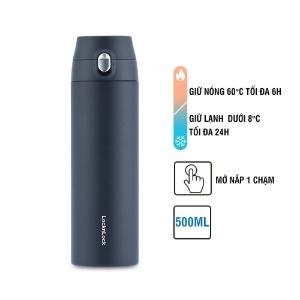 GIỮ NÓNG 60°C TỐI ĐA 6H
GIỮ LẠNH DƯỚI 8°C
TỐI ĐA 24H
MỞ NẮP 1 CHẠM
500ML
LocknLock